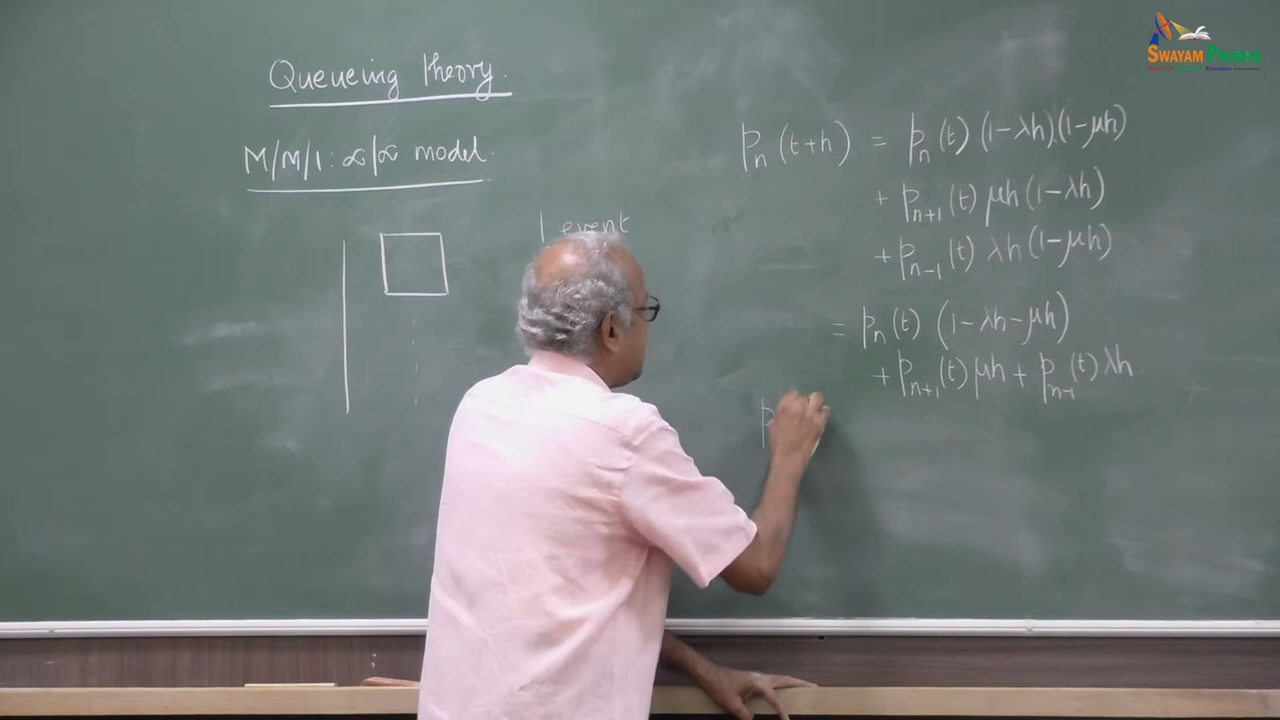 SWAYAM PRABHA
Queueing Theory.
M/M/1: ∞/∞ model.
1 event
pₙ(t+h) = pₙ(t) (1-λh).(1-μh)
+ pₙ₊₁(t) μh (1-λh)
+ pₙ₋₁(t) λh (1-μh)
= pₙ(t) (1-λh-μh)
+ pₙ₊₁(t) μh + pₙ₋₁(t) λh
p